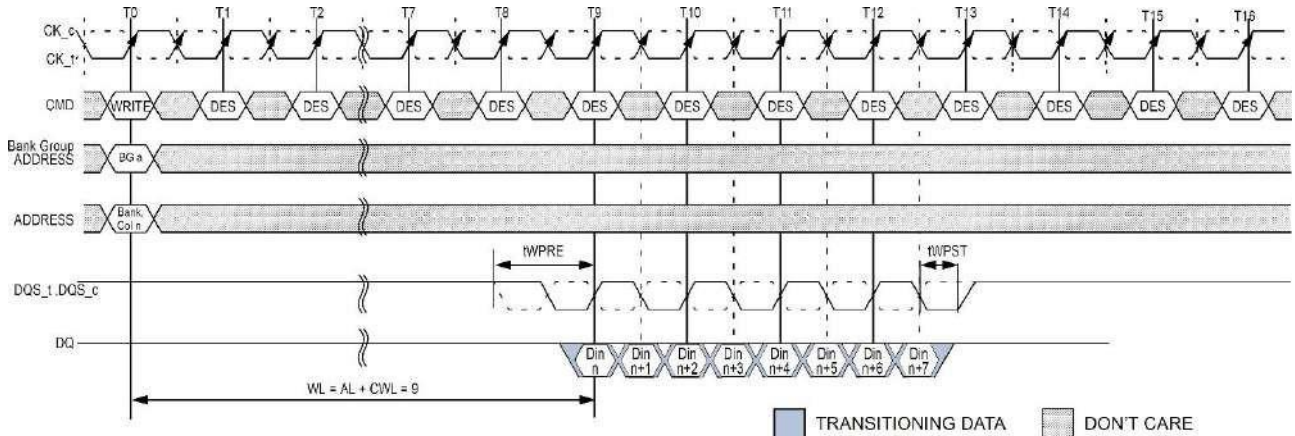 T0 T1 T2 T7 T8 T9 T10 T11 T12 T13 T14 T15 T16
CK_c
CK_t
CMD WRITE DES DES DES DES DES DES DES DES DES DES DES DES
Bank Group
ADDRESS BG a
ADDRESS Bank, Col n
tWPRE tWPST
DQS_t,DQS_c
DQ Din n Din n+1 Din n+2 Din n+3 Din n+4 Din n+5 Din n+6 Din n+7
WL = AL + CWL = 9
TRANSITIONING DATA DON'T CARE